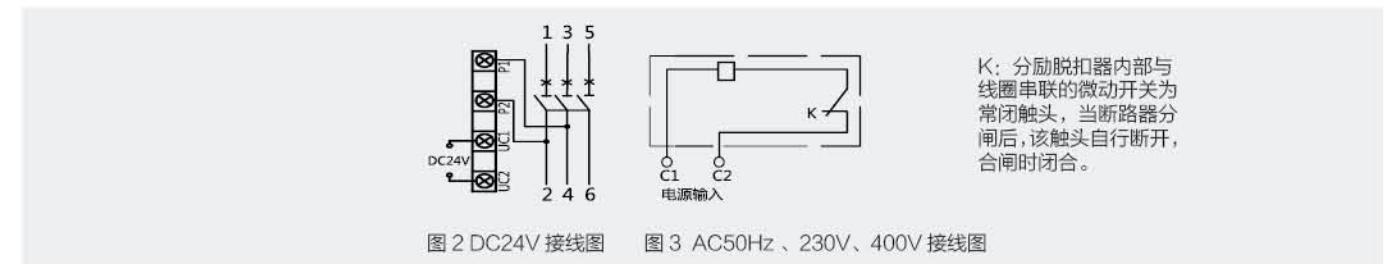 1 3 5
P1
P2
UC1
UC2
DC24V
2 4 6
K
C1 C2
电源输入
K：分励脱扣器内部与
线圈串联的微动开关为
常闭触头，当断路器分
闸后，该触头自行断开，
合闸时闭合。
图 2 DC24V 接线图
图 3 AC50Hz 、230V、400V 接线图